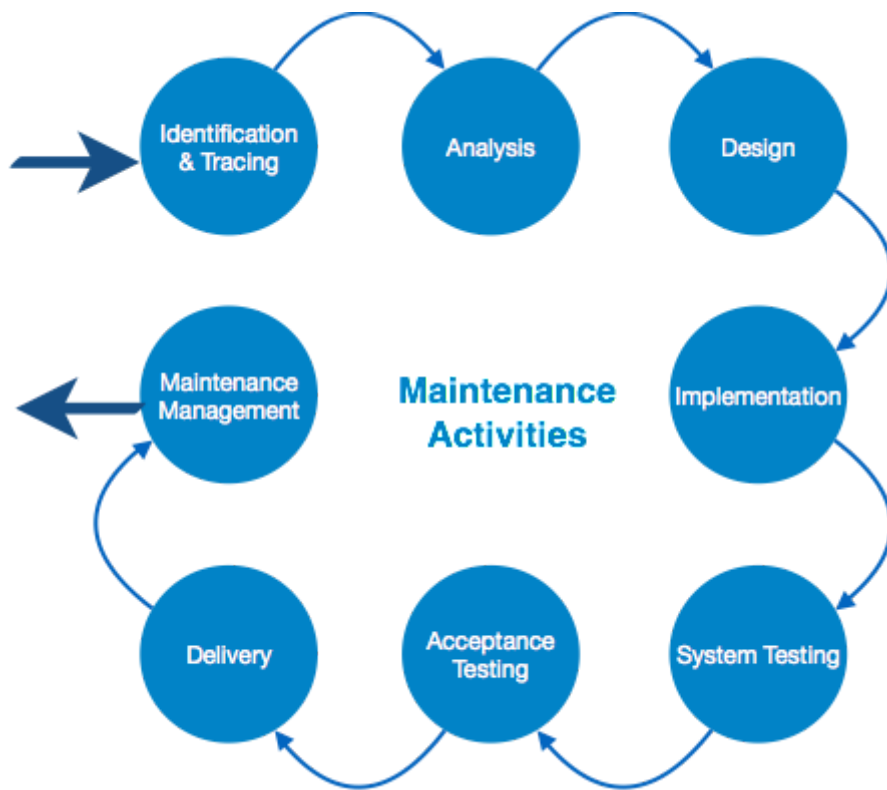 Identification
& Tracing
Analysis
Design
Maintenance
Management
Maintenance
Activities
Implementation
Delivery
Acceptance
Testing
System Testing